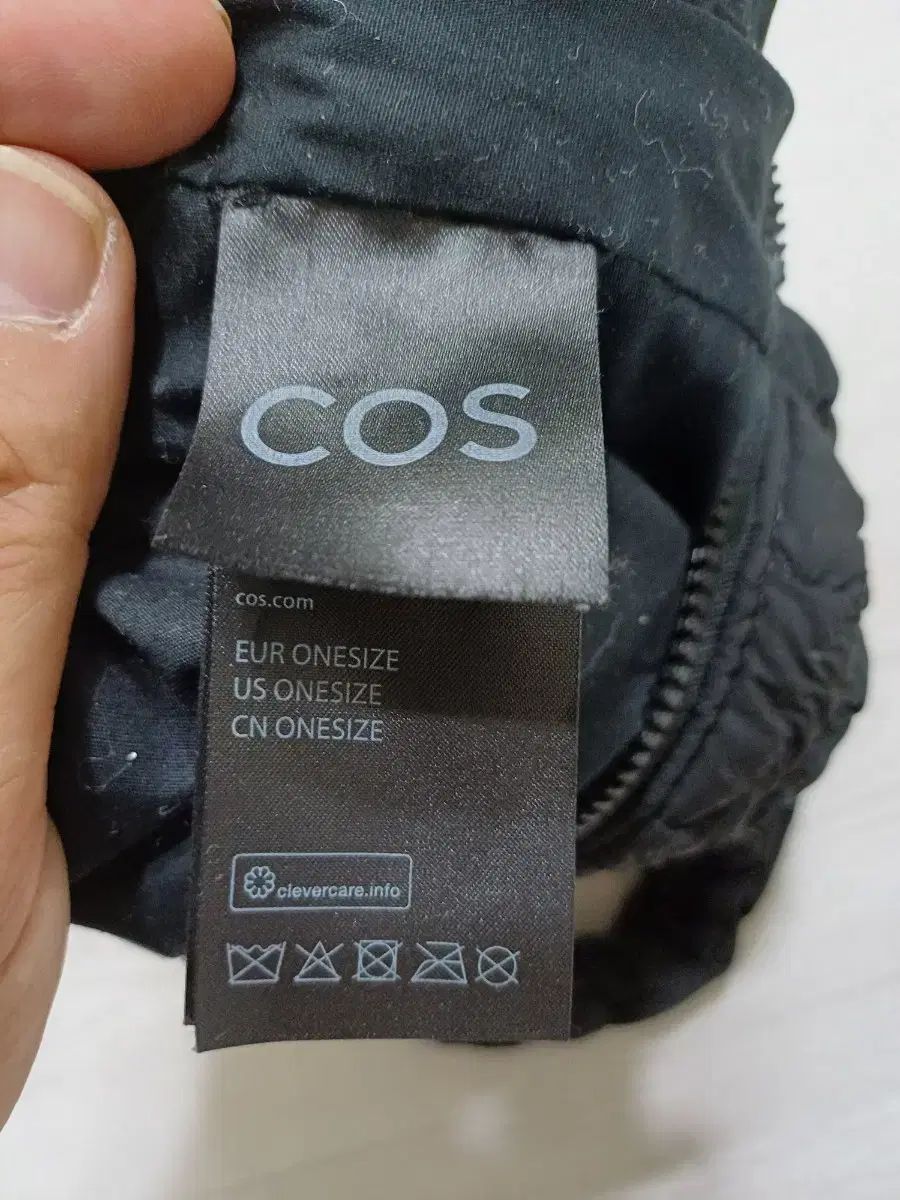 COS
cos.com
EUR ONESIZE
US ONESIZE
CN ONESIZE
clevercare.info